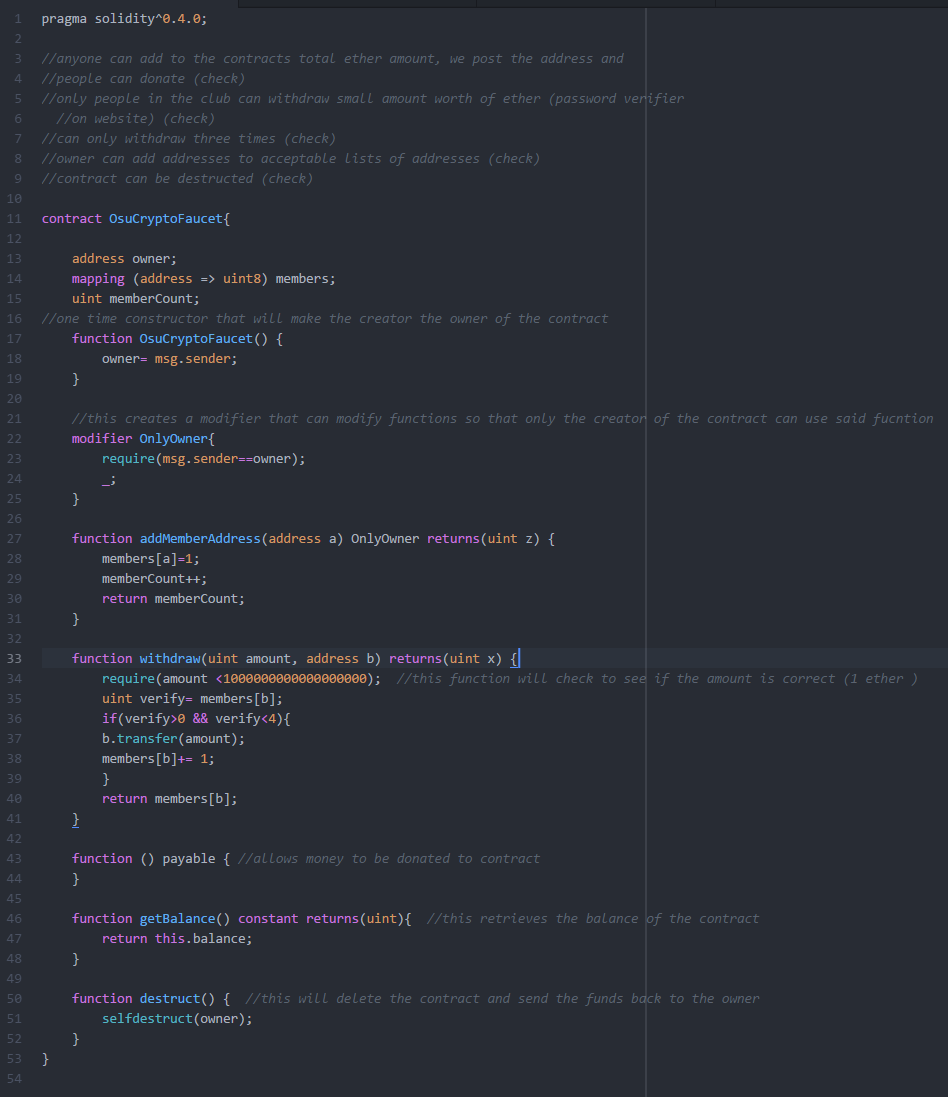 1 pragma solidity^0.4.0;
2
3 //anyone can add to the contracts total ether amount, we post the address and
4 //people can donate (check)
5 //only people in the club can withdraw small amount worth of ether (password verifier
6   //on website) (check)
7 //can only withdraw three times (check)
8 //owner can add addresses to acceptable lists of addresses (check)
9 //contract can be destructed (check)
10
11 contract OsuCryptoFaucet{
12
13     address owner;
14     mapping (address => uint8) members;
15     uint memberCount;
16 //one time constructor that will make the creator the owner of the contract
17     function OsuCryptoFaucet() {
18         owner= msg.sender;
19     }
20
21     //this creates a modifier that can modify functions so that only the creator of the contract can use said fucntion
22     modifier OnlyOwner{
23         require(msg.sender==owner);
24         _;
25     }
26
27     function addMemberAddress(address a) OnlyOwner returns(uint z) {
28         members[a]=1;
29         memberCount++;
30         return memberCount;
31     }
32
33     function withdraw(uint amount, address b) returns(uint x) {
34         require(amount <1000000000000000000);  //this function will check to see if the amount is correct (1 ether )
35         uint verify= members[b];
36         if(verify>0 && verify<4){
37         b.transfer(amount);
38         members[b]+= 1;
39         }
40         return members[b];
41     }
42
43     function () payable { //allows money to be donated to contract
44     }
45
46     function getBalance() constant returns(uint){  //this retrieves the balance of the contract
47         return this.balance;
48     }
49
50     function destruct() {  //this will delete the contract and send the funds back to the owner
51         selfdestruct(owner);
52     }
53 }
54